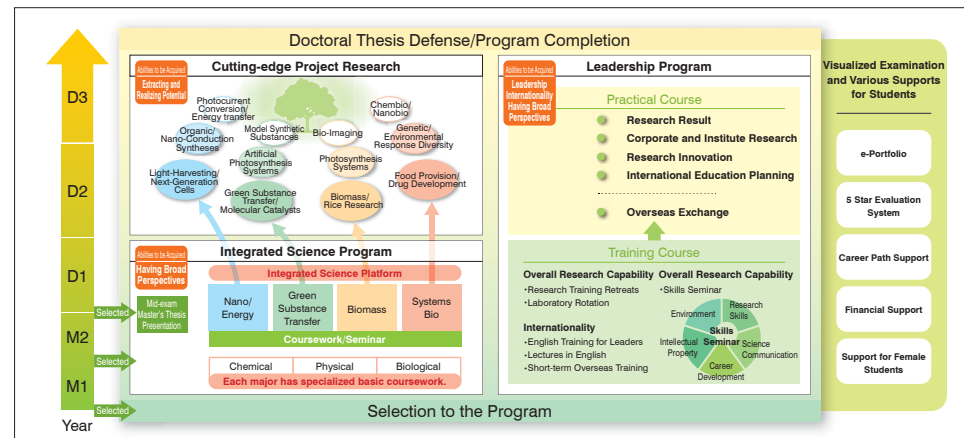 Doctoral Thesis Defense/Program Completion
D3
D2
D1
M2
M1
Year
Selected
Selected
Selected
Abilities to be Acquired
Extracting and
Realizing Potential
Cutting-edge Project Research
Photocurrent
Conversion/
Energy transfer
Chembio/
Nanobio
Organic/
Nano-Conduction
Syntheses
Model Synthetic
Substances
Bio-Imaging
Genetic/
Environmental
Response Diversity
Artificial
Photosynthesis
Systems
Photosynthesis
Systems
Light-Harvesting/
Next-Generation
Cells
Food Provision/
Drug Development
Green Substance
Transfer/
Molecular Catalysts
Biomass/
Rice Research
Abilities to be Acquired
Having Broad
Perspectives
Integrated Science Program
Integrated Science Platform
Mid-exam
Master's Thesis
Presentation
Nano/
Energy
Green
Substance
Transfer
Biomass
Systems
Bio
Coursework/Seminar
Chemical
Physical
Biological
Each major has specialized basic coursework.
Abilities to be Acquired
Leadership
Internationality
Having Broad
Perspectives
Leadership Program
Practical Course
Research Result
Corporate and Institute Research
Research Innovation
International Education Planning
Overseas Exchange
Training Course
Overall Research Capability
•Research Training Retreats
•Laboratory Rotation
Internationality
•English Training for Leaders
•Lectures in English
•Short-term Overseas Training
Overall Research Capability
•Skills Seminar
Environment
Research
Skills
Skills
Seminar
Intellectual
Property
Science
Communication
Career
Development
Selection to the Program
Visualized Examination
and Various Supports
for Students
e-Portfolio
5 Star Evaluation
System
Career Path Support
Financial Support
Support for Female
Students